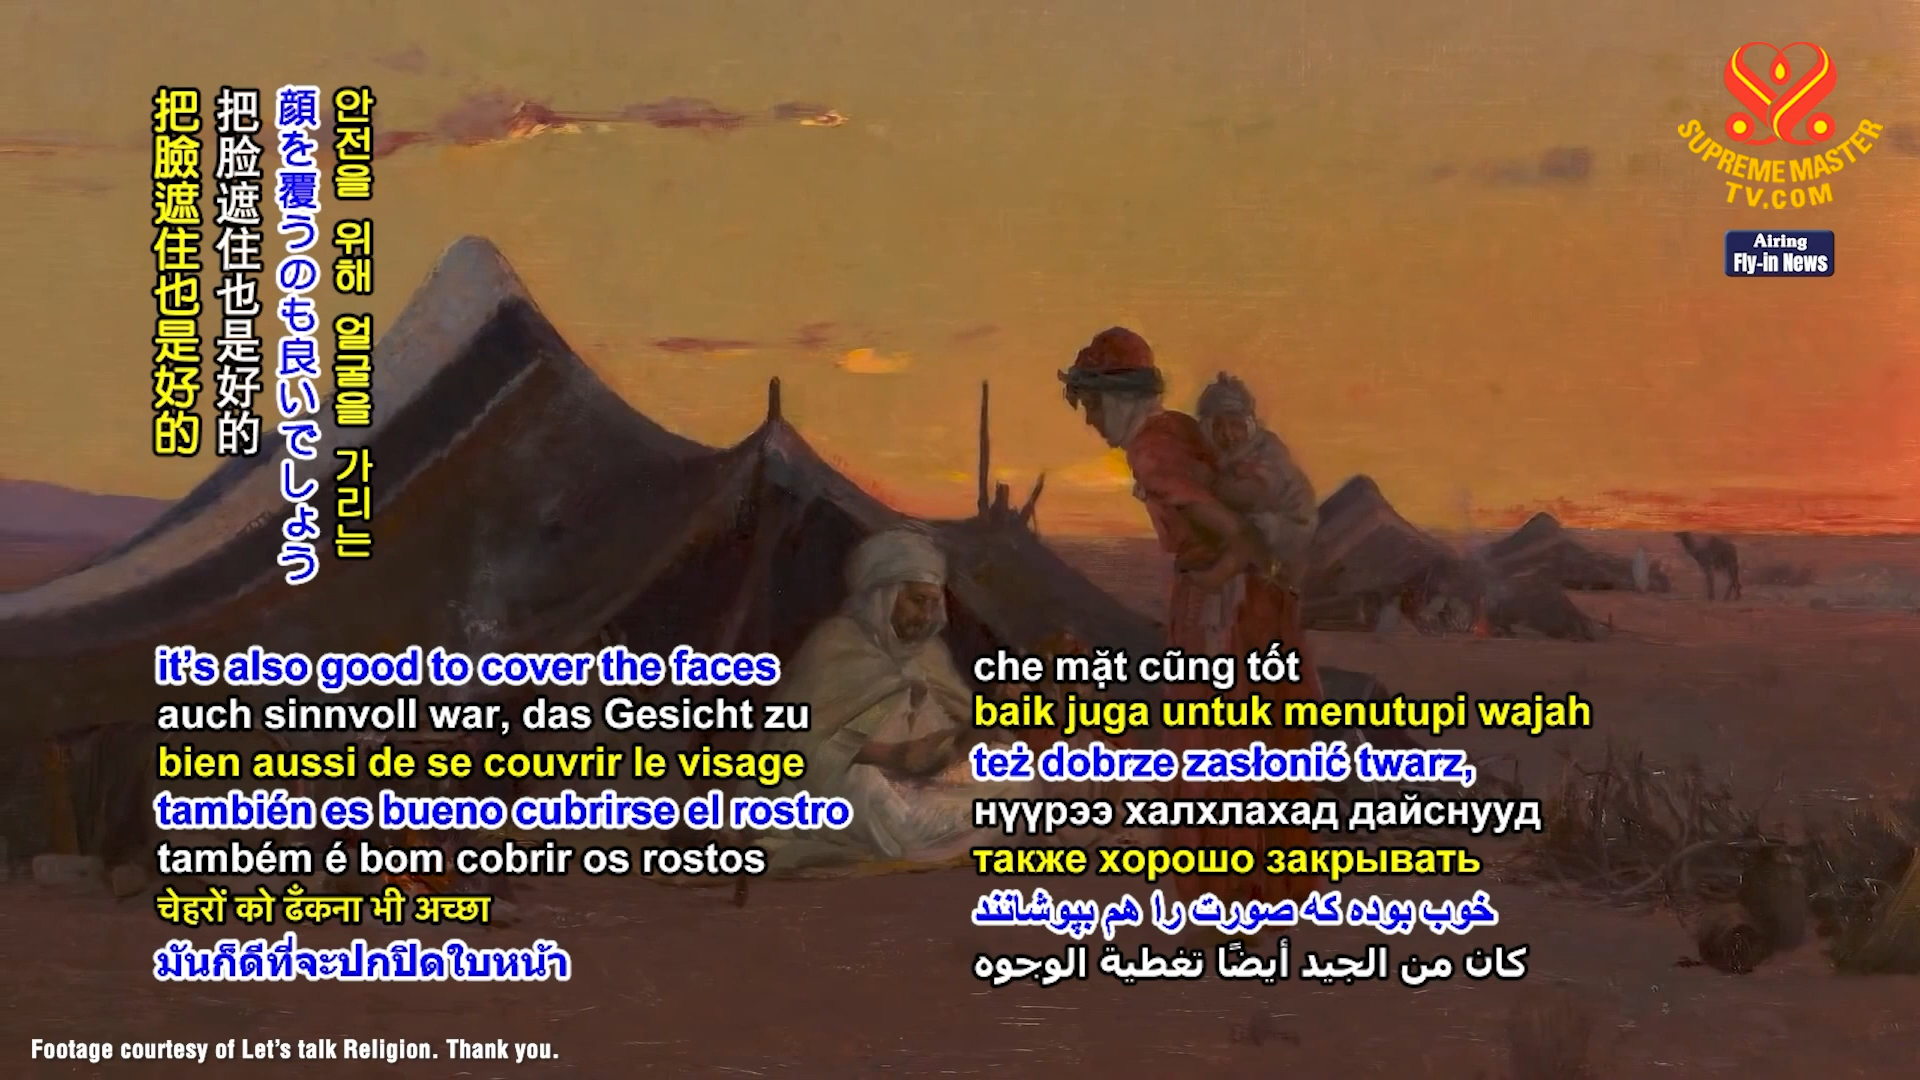 把臉遮住也是好的
把脸遮住也是好的
顔を覆うのも良いでしょう
안전을 위해 얼굴을 가리는
SUPREME MASTER
TV.COM
Airing
Fly-in News
it's also good to cover the faces
auch sinnvoll war, das Gesicht zu
bien aussi de se couvrir le visage
también es bueno cubrirse el rostro
também é bom cobrir os rostos
चेहरों को ढँकना भी अच्छा
มันก็ดีที่จะปกปิดใบหน้า
che mặt cũng tốt
baik juga untuk menutupi wajah
też dobrze zasłonić twarz,
нүүрээ халхлахад дайснууд
также хорошо закрывать
خوب بوده که صورت را هم بپوشانند
كان من الجيد أيضًا تغطية الوجوه
Footage courtesy of Let's talk Religion. Thank you.